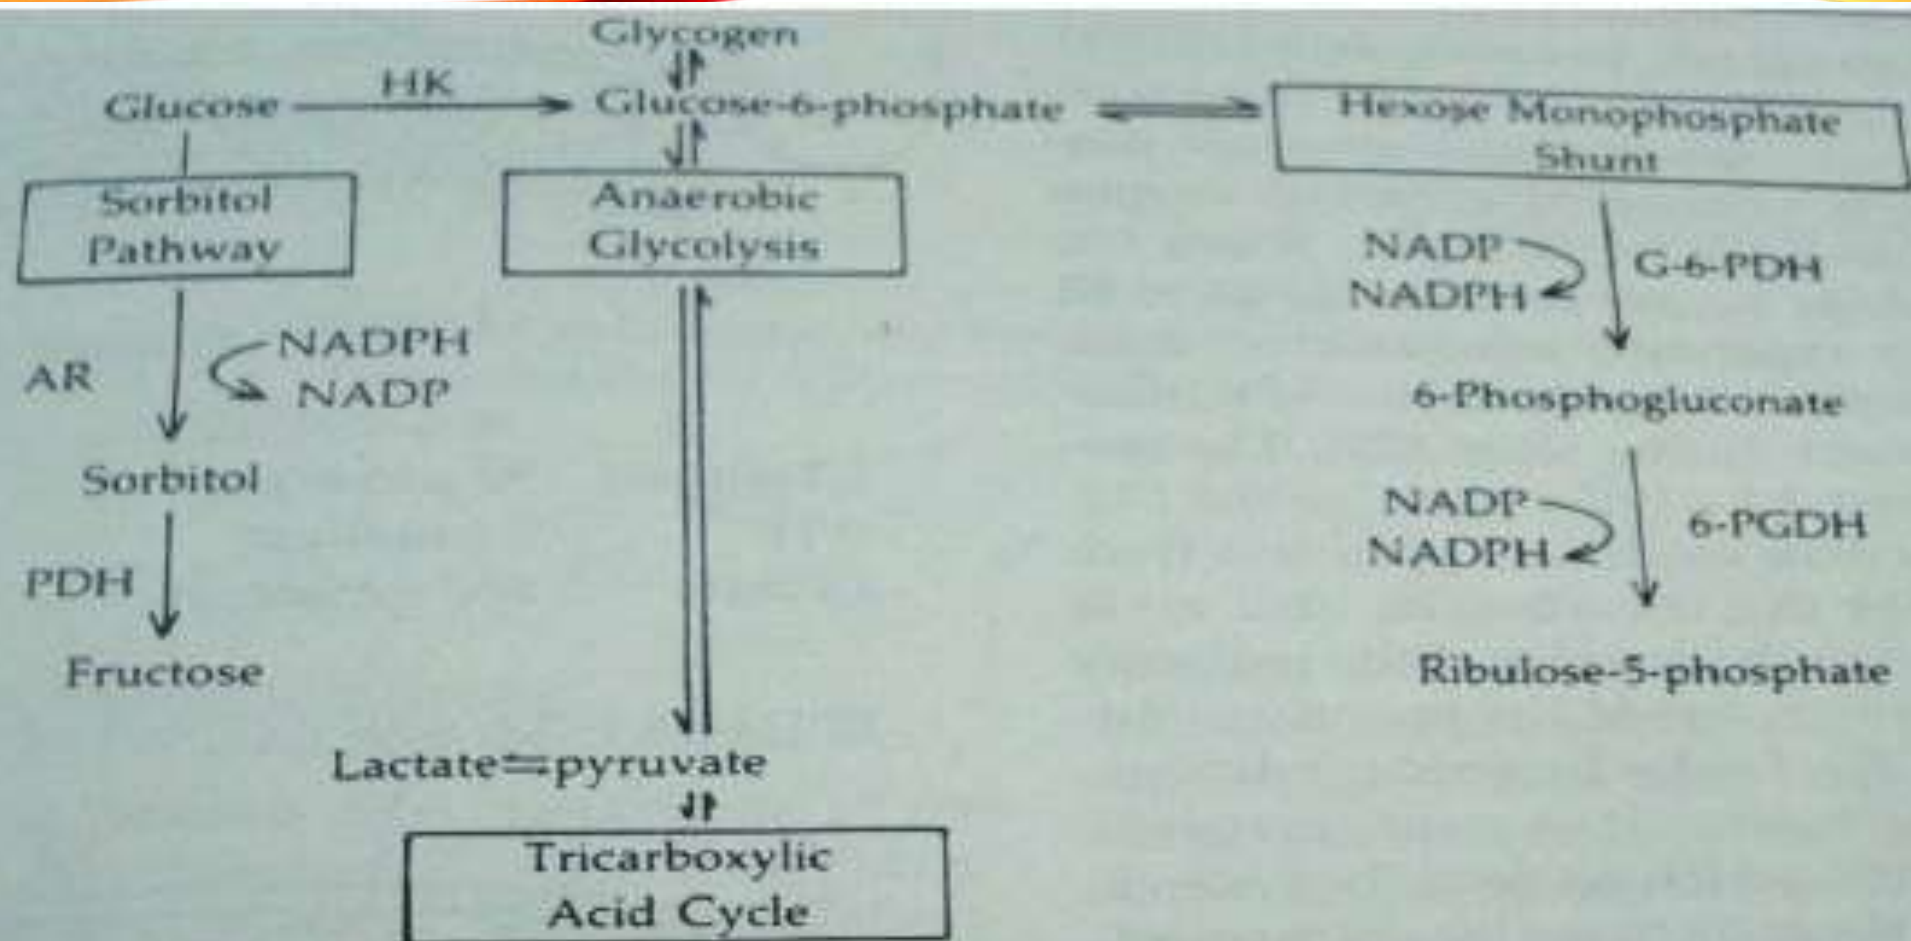 Glycogen
Glucose
HK
Glucose-6-phosphate
Hexose Monophosphate
Shunt
Sorbitol
Pathway
Anaerobic
Glycolysis
NADP
NADPH
G-6-PDH
AR
NADPH
NADP
6-Phosphogluconate
Sorbitol
NADP
NADPH
6-PGDH
PDH
Fructose
Ribulose-5-phosphate
Lactate⇌pyruvate
Tricarboxylic
Acid Cycle